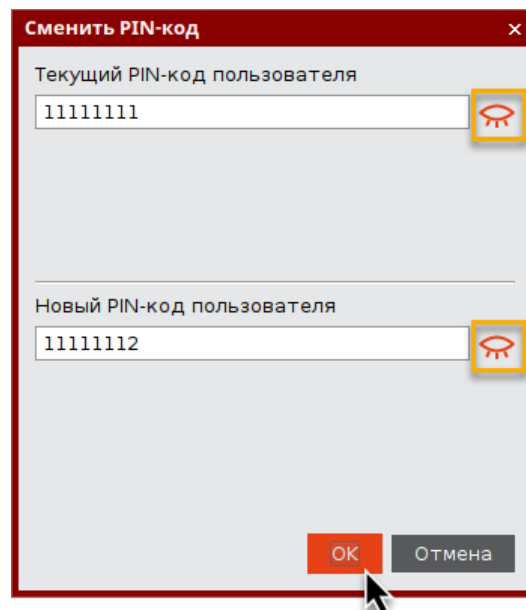 Сменить PIN-код
Текущий PIN-код пользователя
11111111
Новый PIN-код пользователя
11111112
OK
Отмена